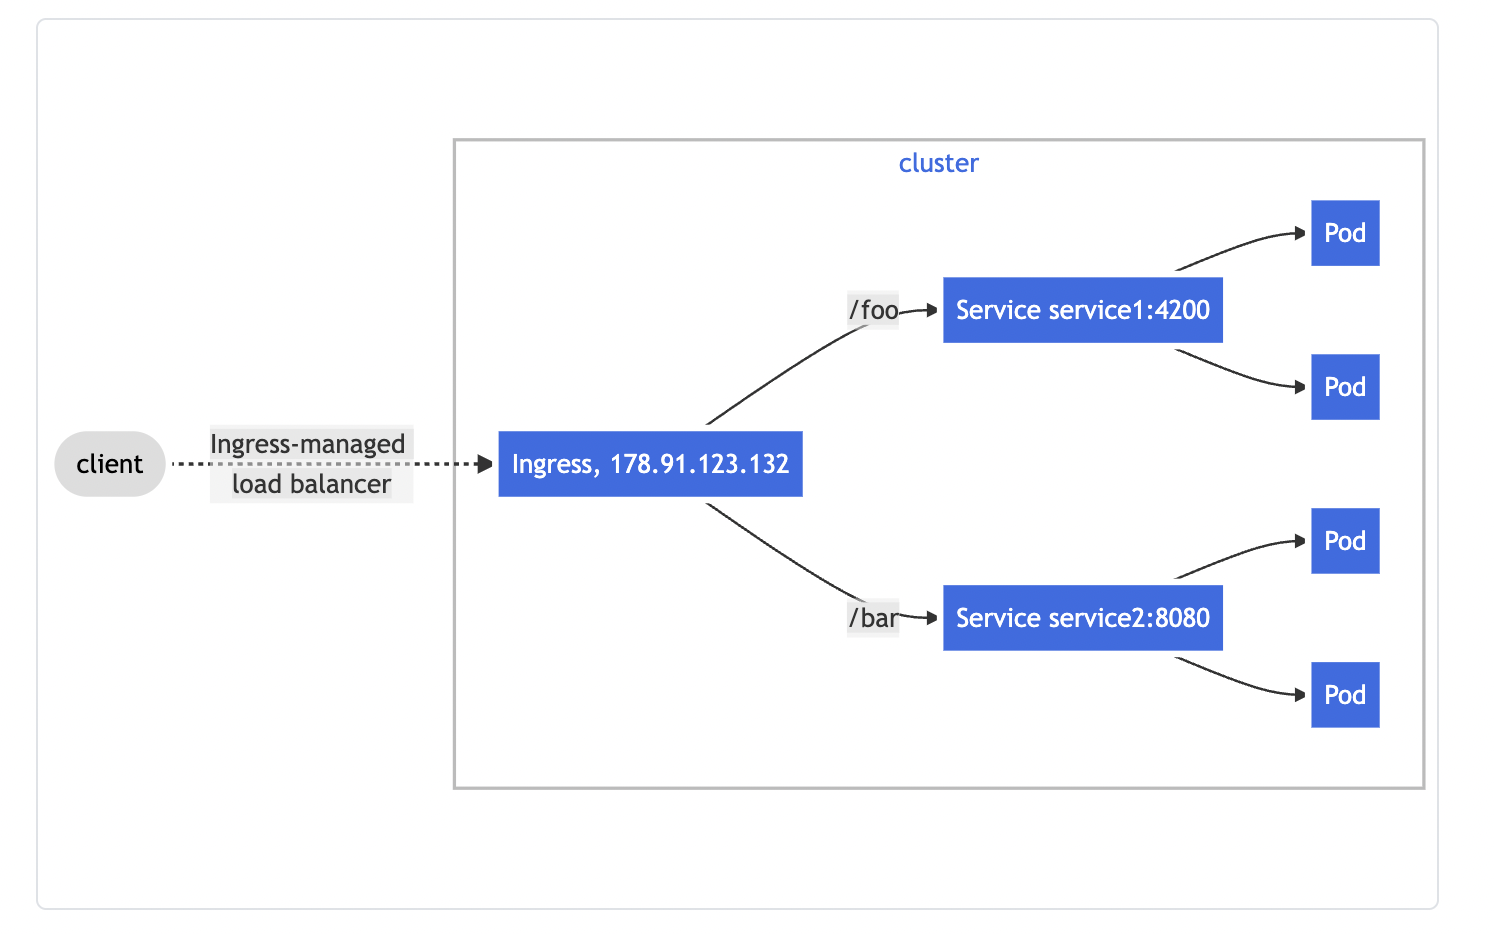 cluster
Pod
/foo
Service service1:4200
Pod
client
Ingress-managed
load balancer
Ingress, 178.91.123.132
Pod
/bar
Service service2:8080
Pod